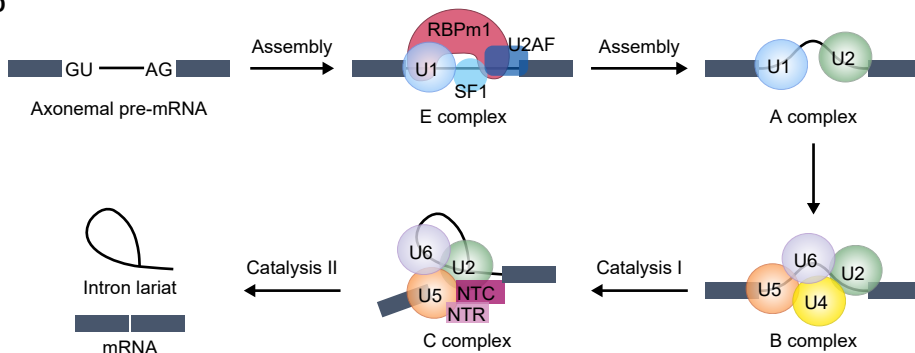 Assembly
Assembly
RBPm1
U2AF
GU
AG
U1
SF1
U1
U2
Axonemal pre-mRNA
E complex
A complex
Catalysis II
Catalysis I
U6
U2
U5
NTC
NTR
U6
U5
U2
U4
Intron lariat
mRNA
C complex
B complex